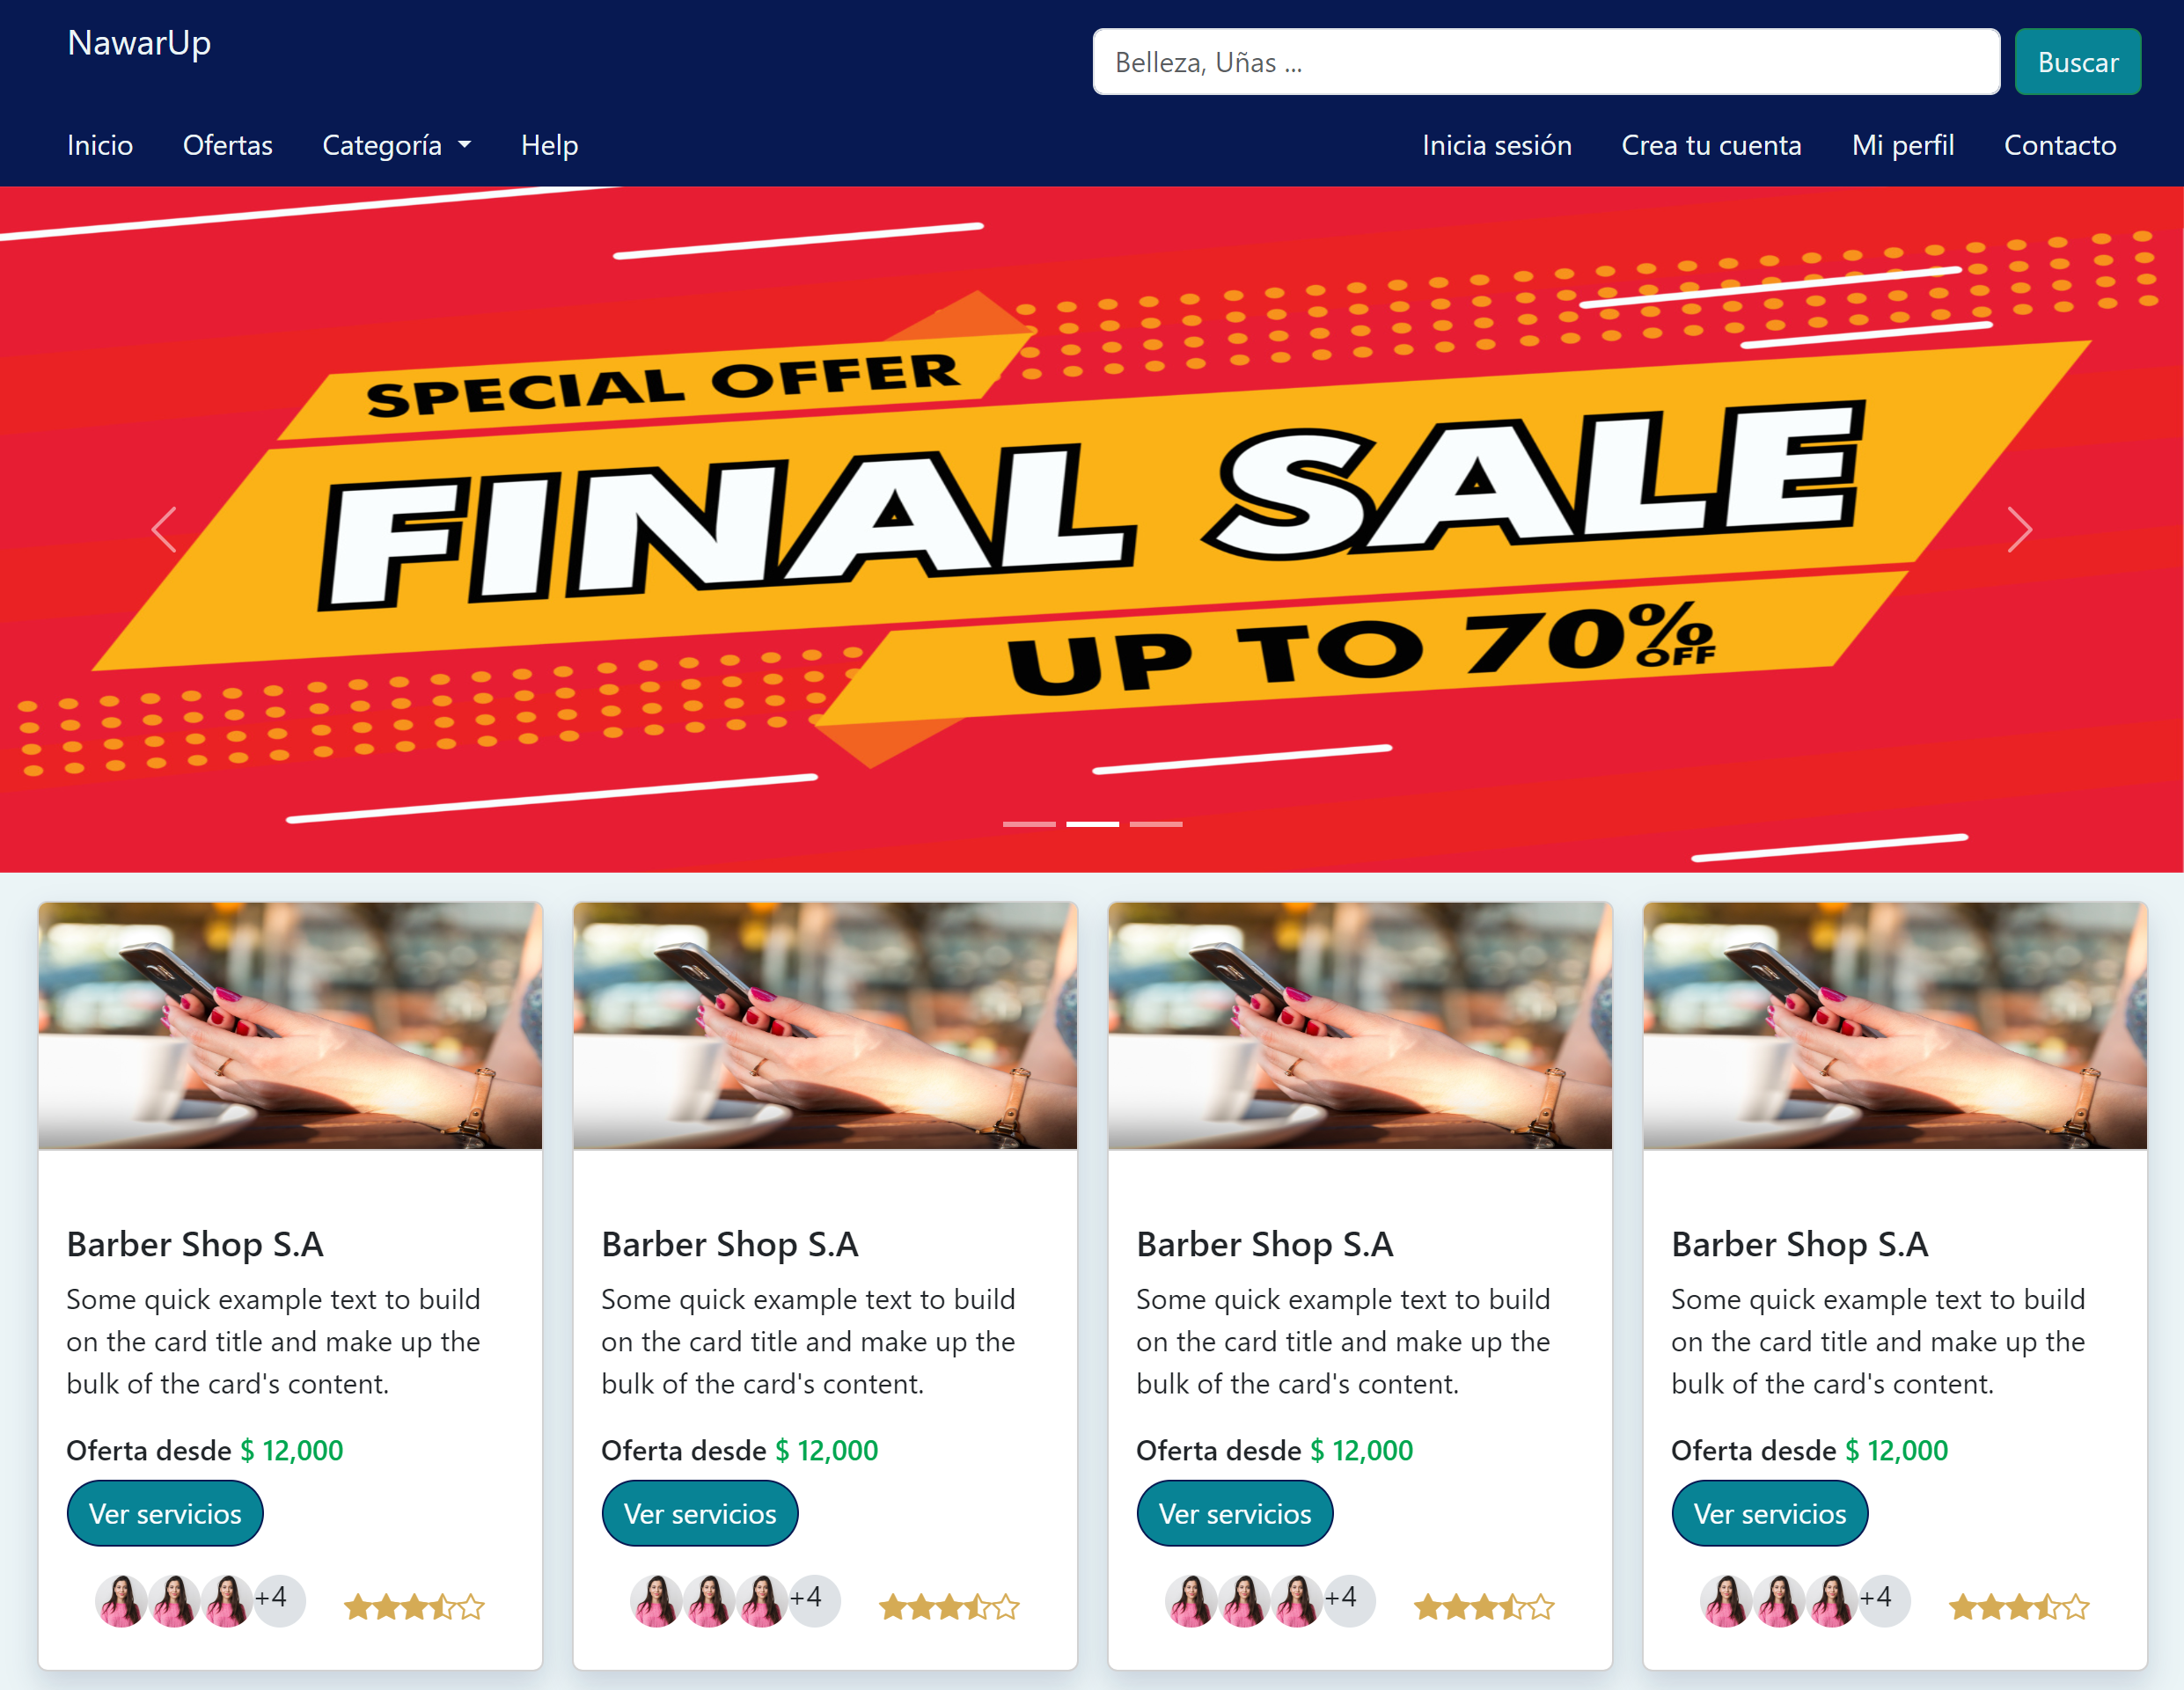 NawarUp
Belleza, Uñas ...
Buscar
Inicio
Ofertas
Categoría
Help
Inicia sesión
Crea tu cuenta
Mi perfil
Contacto
SPECIAL OFFER
FINAL SALE
UP TO 70% OFF
Barber Shop S.A
Some quick example text to build
on the card title and make up the
bulk of the card's content.
Oferta desde $ 12,000
Ver servicios
+4
Barber Shop S.A
Some quick example text to build
on the card title and make up the
bulk of the card's content.
Oferta desde $ 12,000
Ver servicios
+4
Barber Shop S.A
Some quick example text to build
on the card title and make up the
bulk of the card's content.
Oferta desde $ 12,000
Ver servicios
+4
Barber Shop S.A
Some quick example text to build
on the card title and make up the
bulk of the card's content.
Oferta desde $ 12,000
Ver servicios
+4